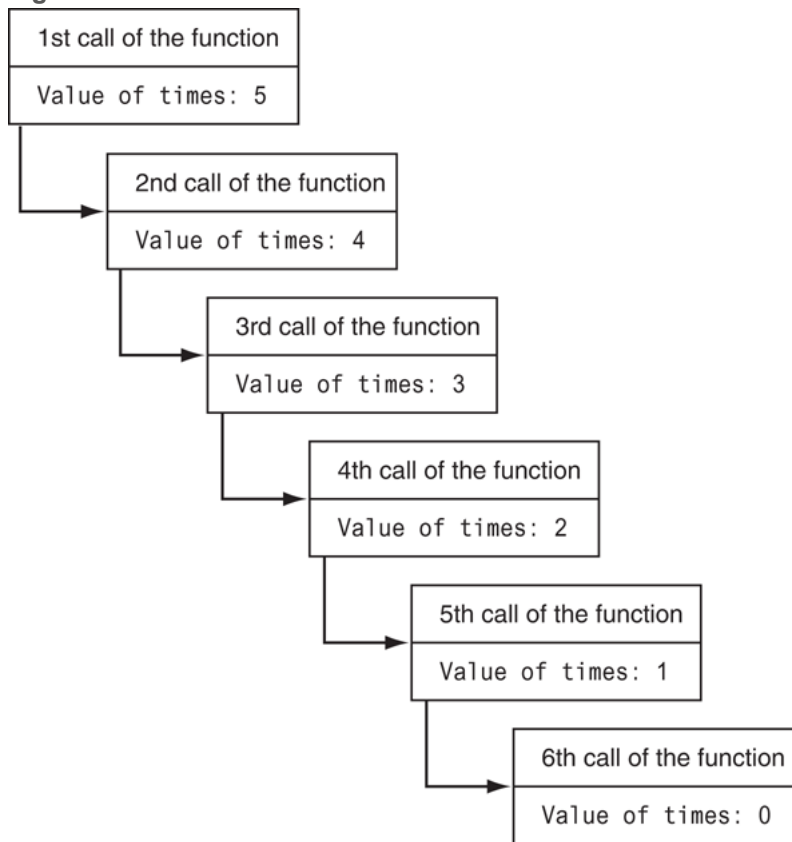 1st call of the function
Value of times: 5
2nd call of the function
Value of times: 4
3rd call of the function
Value of times: 3
4th call of the function
Value of times: 2
5th call of the function
Value of times: 1
6th call of the function
Value of times: 0